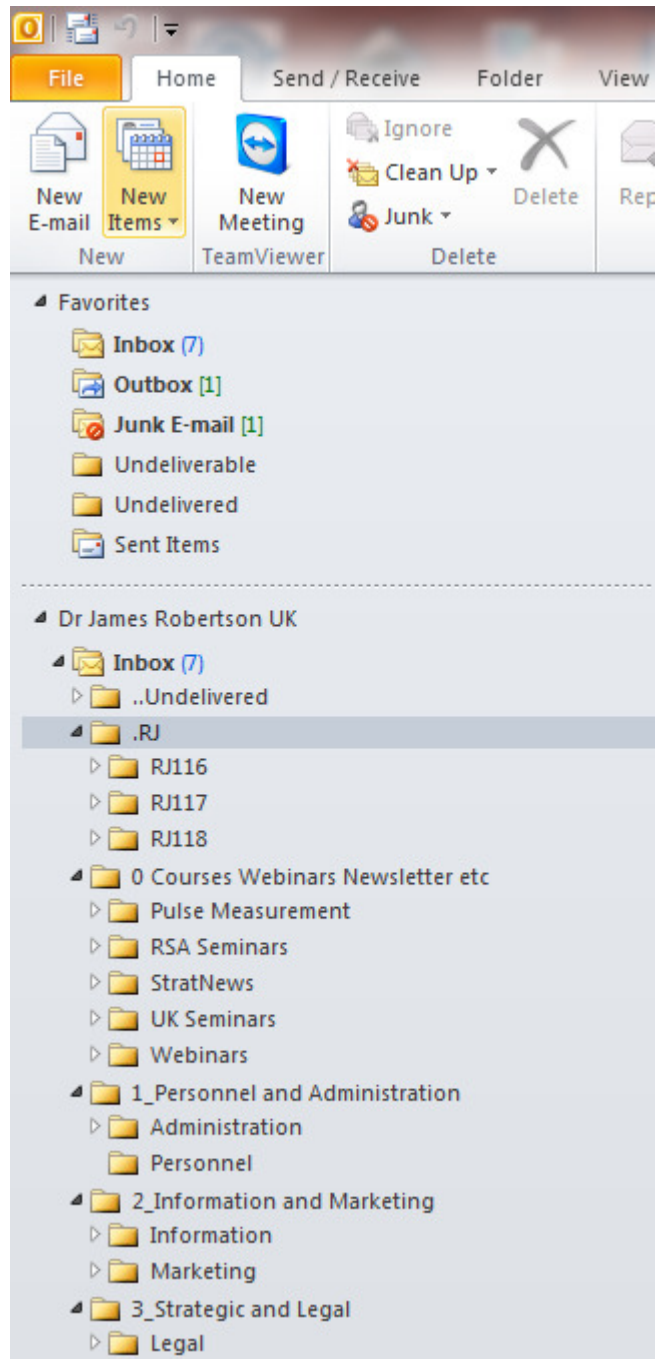 File Home Send / Receive Folder View
Ignore
Clean Up
Junk
New E-mail
New Items
New Meeting
Delete
New TeamViewer Delete
Favorites
Inbox (7)
Outbox [1]
Junk E-mail [1]
Undeliverable
Undelivered
Sent Items
Dr James Robertson UK
Inbox (7)
..Undelivered
.RJ
RJ116
RJ117
RJ118
0 Courses Webinars Newsletter etc
Pulse Measurement
RSA Seminars
StratNews
UK Seminars
Webinars
1_Personnel and Administration
Administration
Personnel
2_Information and Marketing
Information
Marketing
3_Strategic and Legal
Legal